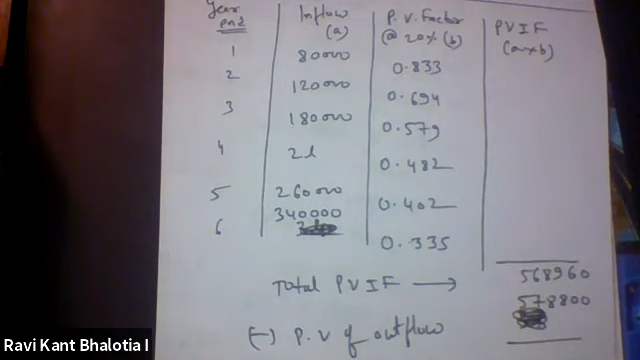 Year end | Inflow (a) | P.V. Factor @ 20% (b) | PVIF (a×b)
1 | 80000 | 0.833
2 | 120000 | 0.694
3 | 180000 | 0.579
4 | 2l | 0.482
5 | 260000 | 0.402
6 | 340000 | 0.335
Total PVIF → 568960
(-) P.V of outflow 578800
Ravi Kant Bhalotia I